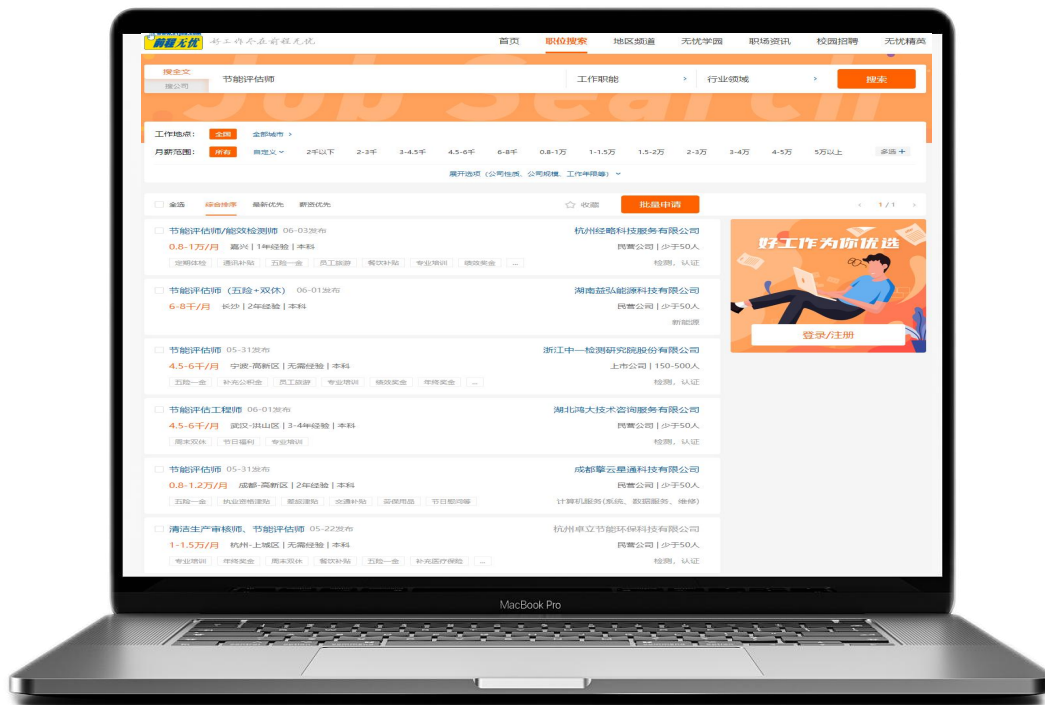 前程无忧 好工作尽在前程无忧
首页 职位搜索 地区频道 无忧学园 职场资讯 校园招聘 无忧精英
搜全文
搜公司
节能评估师 工作职能 > 行业领域 > 搜索
Job Search
工作地点: 全国 全部城市 >
月薪范围: 所有 自定义 2千以下 2-3千 3-4.5千 4.5-6千 6-8千 0.8-1万 1-1.5万 1.5-2万 2-3万 3-4万 4-5万 5万以上 多选 +
展开选项(公司性质、公司规模、工作年限等)
全选 综合排序 最新优先 薪资优先 收藏 批量申请 < 1 / 1 >
节能评估师/能效检测师 06-03发布 杭州经略科技服务有限公司
0.8-1万/月 嘉兴 | 1年经验 | 本科 民营公司 | 少于50人
定期体检 通讯补贴 五险一金 员工旅游 餐饮补贴 专业培训 绩效奖金 ... 检测,认证
节能评估师(五险+双休) 06-01发布 湖南益弘能源科技有限公司
6-8千/月 长沙 | 2年经验 | 本科 民营公司 | 少于50人
新能源
节能评估师 05-31发布 浙江中一检测研究院股份有限公司
4.5-6千/月 宁波-高新区 | 无需经验 | 本科 上市公司 | 150-500人
五险一金 补充公积金 员工旅游 专业培训 绩效奖金 年终奖金 ... 检测,认证
节能评估工程师 06-01发布 湖北鸿大技术咨询服务有限公司
4.5-6千/月 武汉-洪山区 | 3-4年经验 | 本科 民营公司 | 少于50人
周末双休 节日福利 专业培训 检测,认证
节能评估师 05-31发布 成都擎云星通科技有限公司
0.8-1.2万/月 成都-高新区 | 2年经验 | 本科 民营公司 | 少于50人
五险一金 执业资格津贴 差旅津贴 交通补贴 劳保用品 节日慰问等 计算机服务(系统、数据服务、维修)
清洁生产审核师、节能评估师 05-22发布 杭州卓立节能环保科技有限公司
1-1.5万/月 杭州-上城区 | 无需经验 | 本科 民营公司 | 少于50人
专业培训 年终奖金 周末双休 餐饮补贴 五险一金 补充医疗保险 ... 检测,认证
好工作为你优选
登录/注册
MacBook Pro